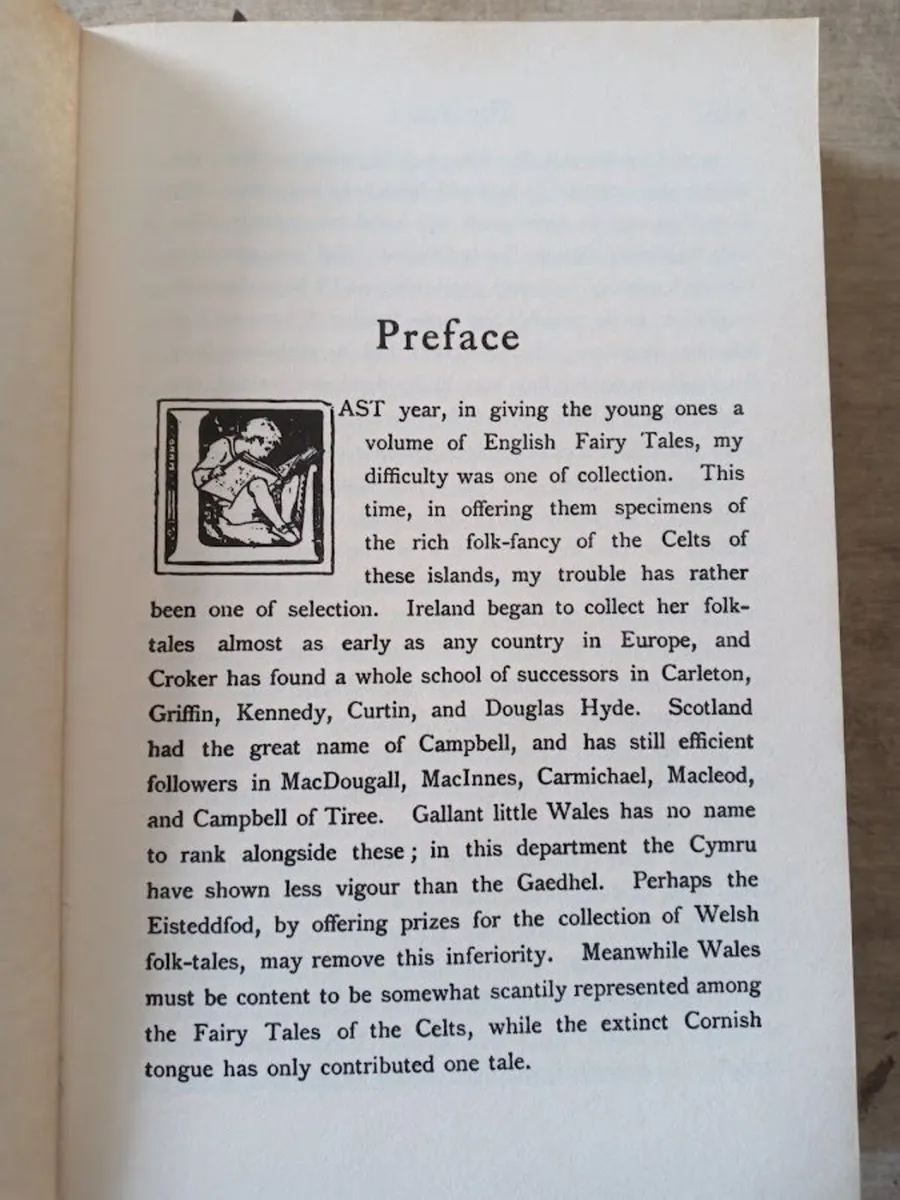 Preface
LAST year, in giving the young ones a
volume of English Fairy Tales, my
difficulty was one of collection. This
time, in offering them specimens of
the rich folk-fancy of the Celts of
these islands, my trouble has rather
been one of selection. Ireland began to collect her folk-
tales almost as early as any country in Europe, and
Croker has found a whole school of successors in Carleton,
Griffin, Kennedy, Curtin, and Douglas Hyde. Scotland
had the great name of Campbell, and has still efficient
followers in MacDougall, MacInnes, Carmichael, Macleod,
and Campbell of Tiree. Gallant little Wales has no name
to rank alongside these; in this department the Cymru
have shown less vigour than the Gaedhel. Perhaps the
Eisteddfod, by offering prizes for the collection of Welsh
folk-tales, may remove this inferiority. Meanwhile Wales
must be content to be somewhat scantily represented among
the Fairy Tales of the Celts, while the extinct Cornish
tongue has only contributed one tale.